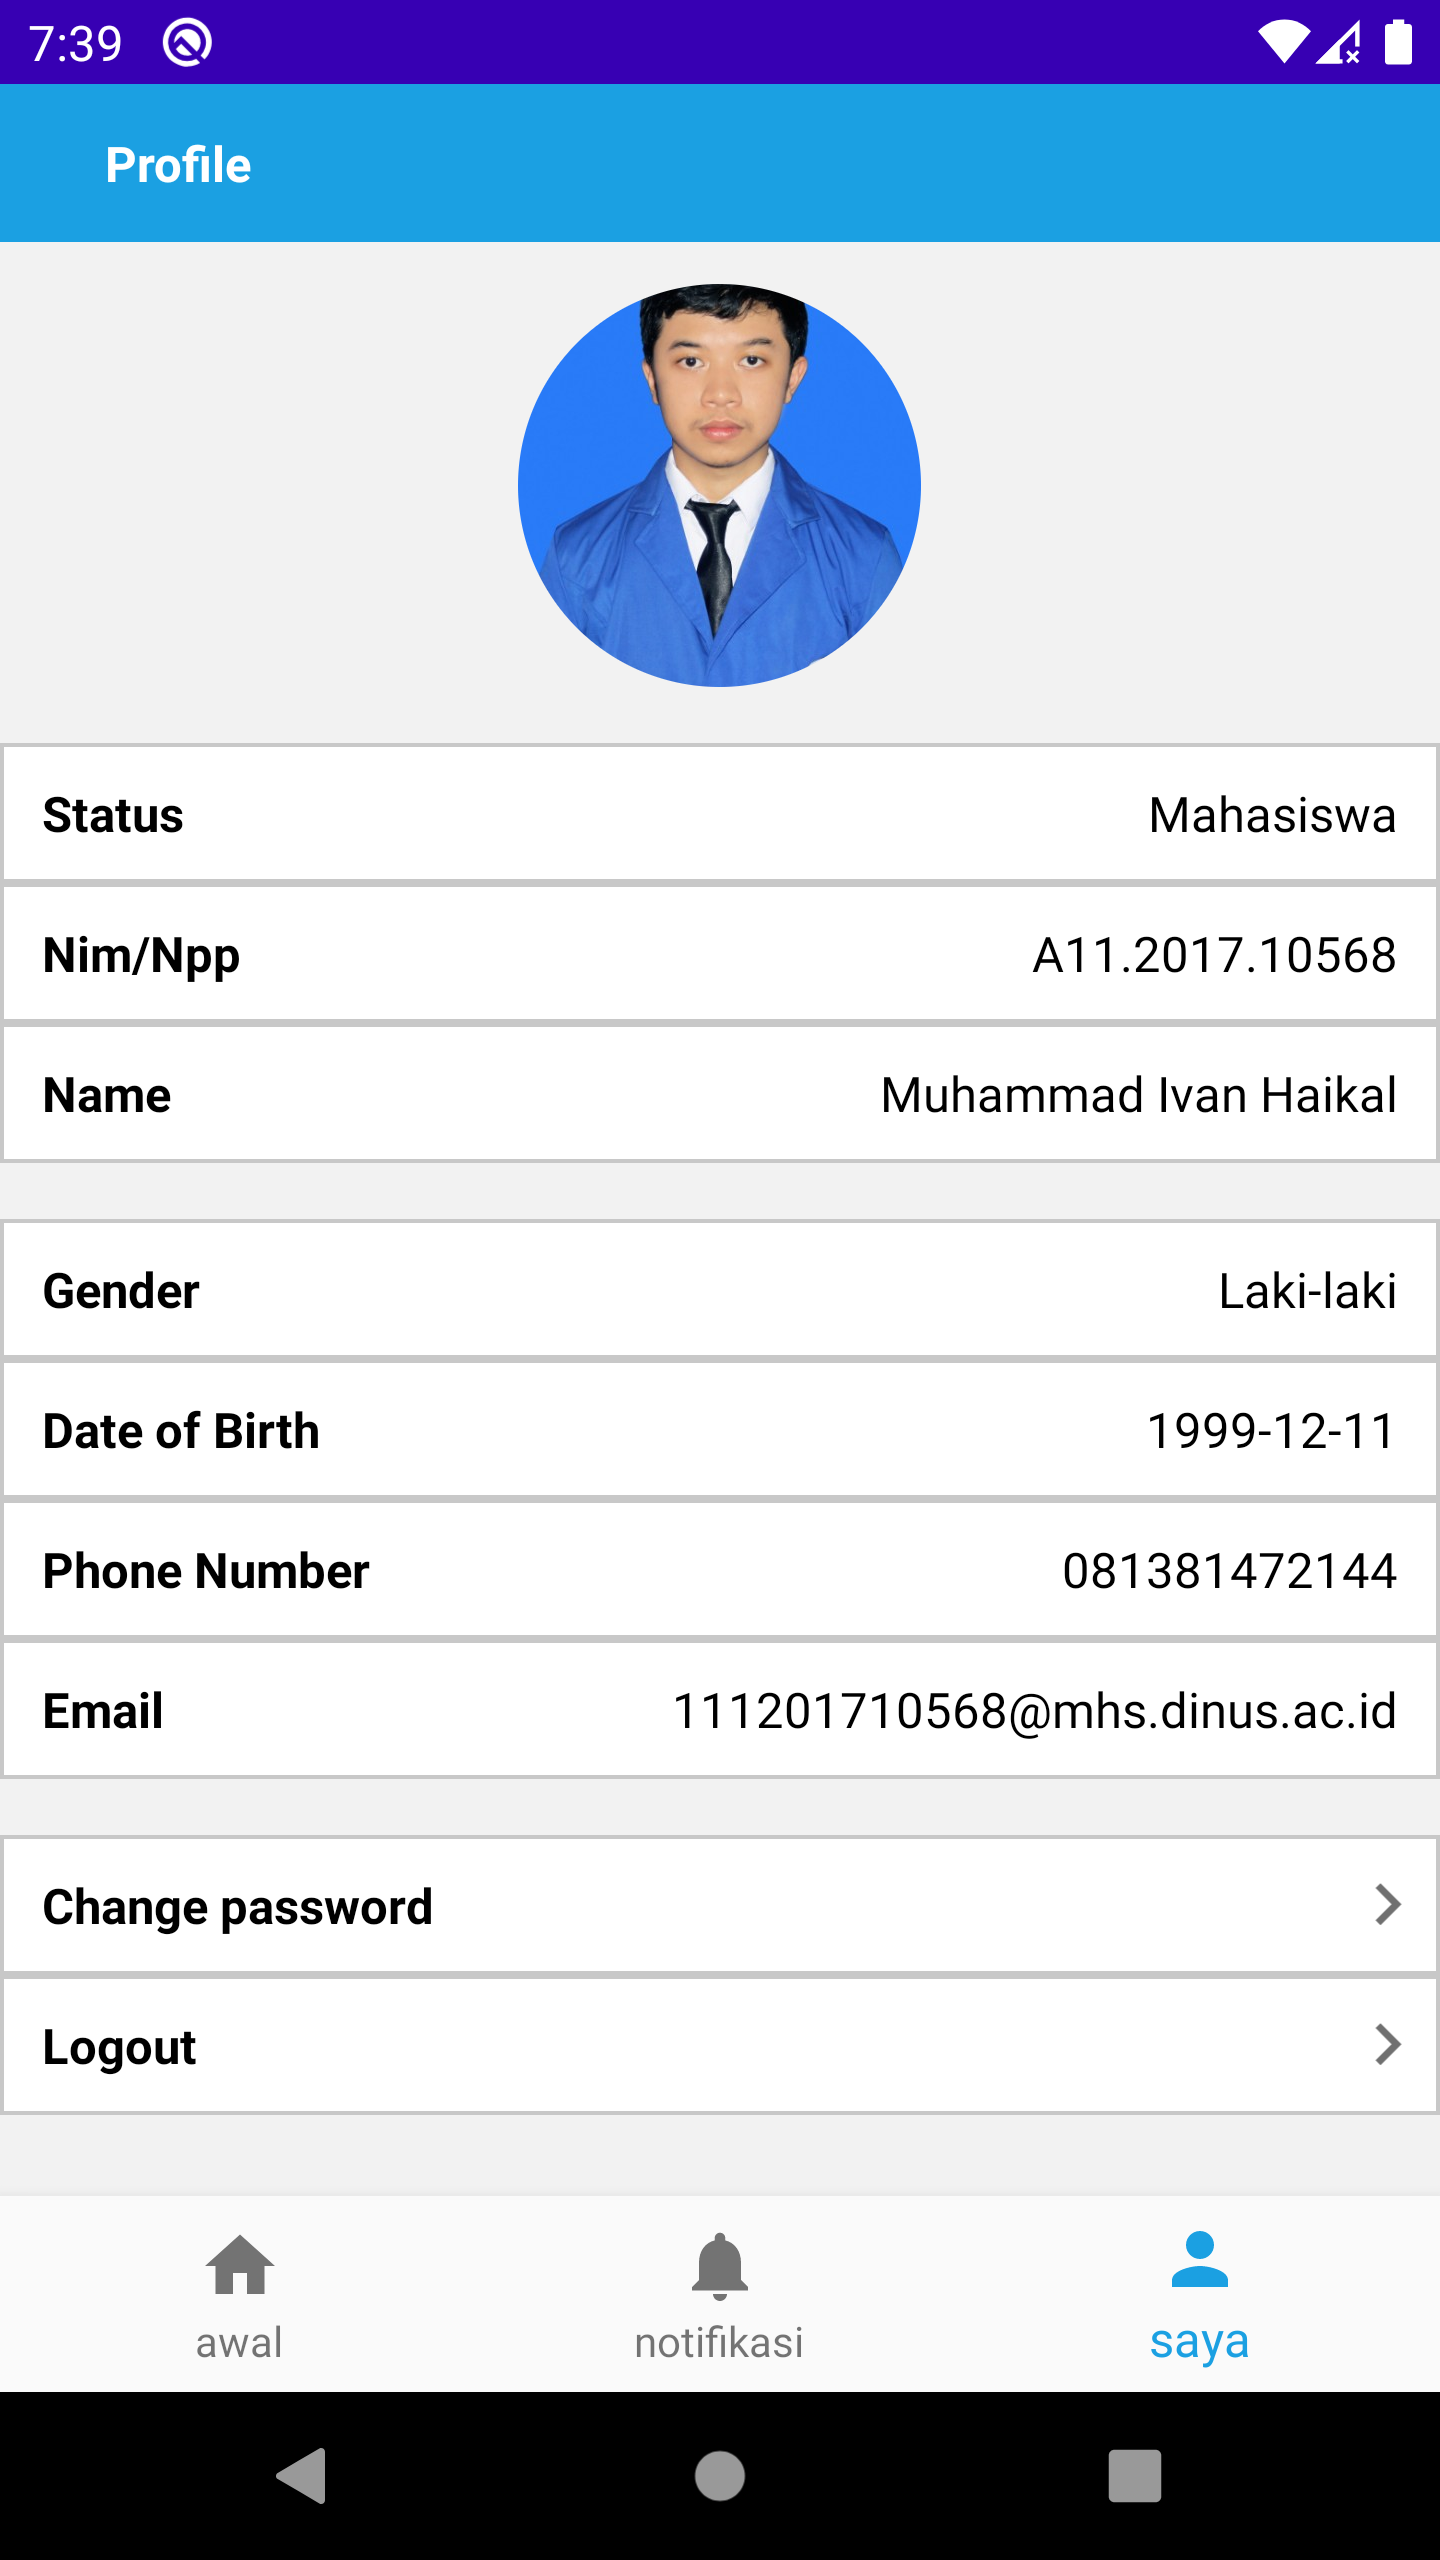 7:39
Profile
Status Mahasiswa
Nim/Npp A11.2017.10568
Name Muhammad Ivan Haikal
Gender Laki-laki
Date of Birth 1999-12-11
Phone Number 081381472144
Email 111201710568@mhs.dinus.ac.id
Change password
Logout
awal notifikasi saya